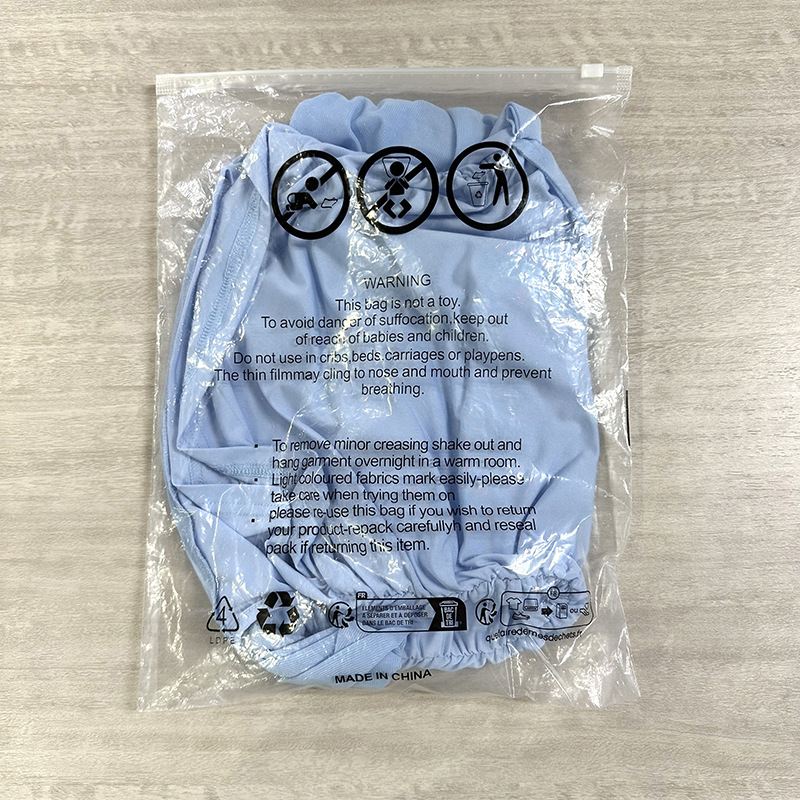 WARNING
This bag is not a toy.
To avoid danger of suffocation,keep out
of reach of babies and children.
Do not use in cribs,beds,carriages or playpens.
The thin filmmay cling to nose and mouth and prevent
breathing.
• To remove minor creasing shake out and
hang garment overnight in a warm room.
• Light coloured fabrics mark easily-please
take care when trying them on
• please re-use this bag if you wish to return
your product-repack carefullyh and reseal
pack if returning this item.
4
LDPE
FR
ÉLÉMENTS D'EMBALLAGE
À SÉPARER ET À DÉPOSER
DANS LE BAC DE TRI
BAC
DE
TRI
FR
OU
quefairedemesdechets.fr
MADE IN CHINA